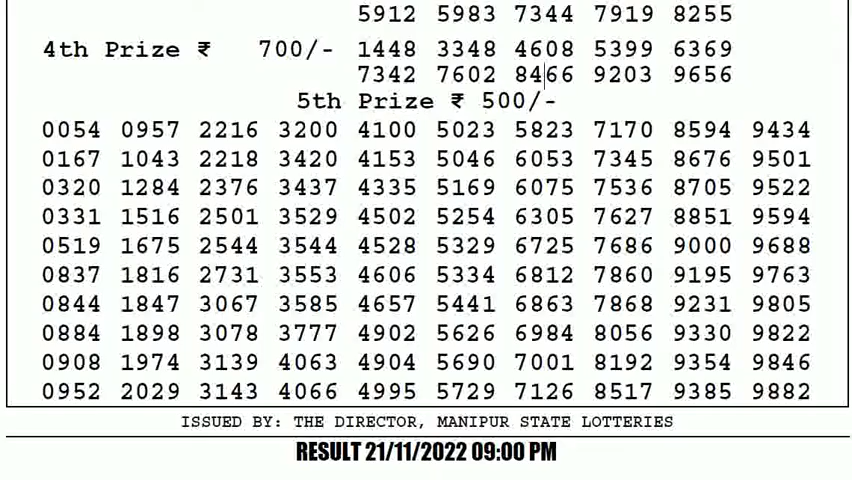 5912 5983 7344 7919 8255
4th Prize ₹ 700/- 1448 3348 4608 5399 6369
7342 7602 8466 9203 9656
5th Prize ₹ 500/-
0054 0957 2216 3200 4100 5023 5823 7170 8594 9434
0167 1043 2218 3420 4153 5046 6053 7345 8676 9501
0320 1284 2376 3437 4335 5169 6075 7536 8705 9522
0331 1516 2501 3529 4502 5254 6305 7627 8851 9594
0519 1675 2544 3544 4528 5329 6725 7686 9000 9688
0837 1816 2731 3553 4606 5334 6812 7860 9195 9763
0844 1847 3067 3585 4657 5441 6863 7868 9231 9805
0884 1898 3078 3777 4902 5626 6984 8056 9330 9822
0908 1974 3139 4063 4904 5690 7001 8192 9354 9846
0952 2029 3143 4066 4995 5729 7126 8517 9385 9882
ISSUED BY: THE DIRECTOR, MANIPUR STATE LOTTERIES
RESULT 21/11/2022 09:00 PM